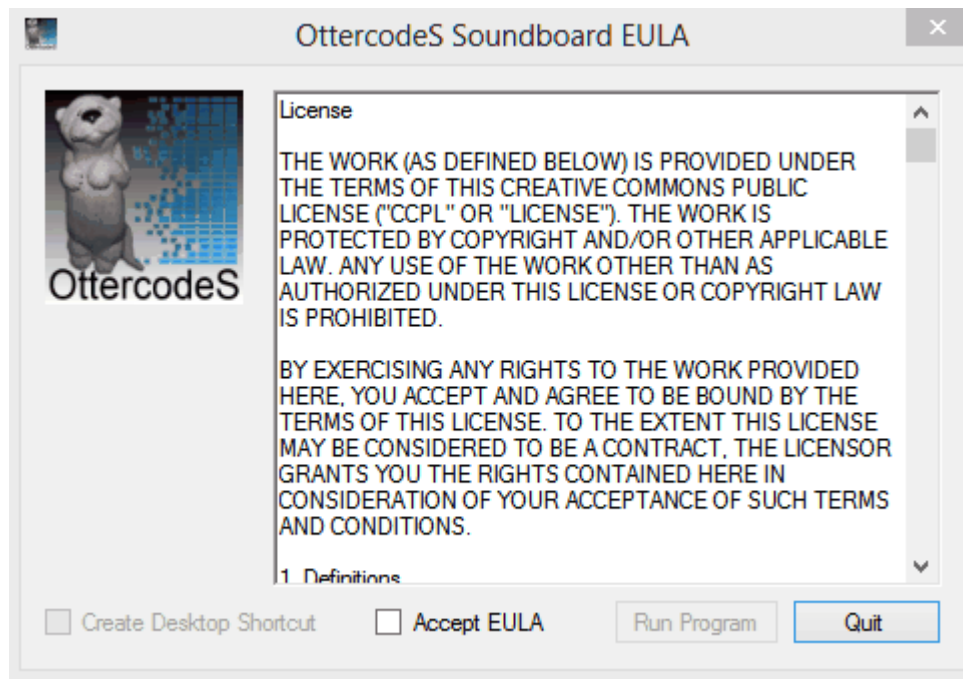 OttercodeS Soundboard EULA
OttercodeS
License
THE WORK (AS DEFINED BELOW) IS PROVIDED UNDER
THE TERMS OF THIS CREATIVE COMMONS PUBLIC
LICENSE ("CCPL" OR "LICENSE"). THE WORK IS
PROTECTED BY COPYRIGHT AND/OR OTHER APPLICABLE
LAW. ANY USE OF THE WORK OTHER THAN AS
AUTHORIZED UNDER THIS LICENSE OR COPYRIGHT LAW
IS PROHIBITED.
BY EXERCISING ANY RIGHTS TO THE WORK PROVIDED
HERE, YOU ACCEPT AND AGREE TO BE BOUND BY THE
TERMS OF THIS LICENSE. TO THE EXTENT THIS LICENSE
MAY BE CONSIDERED TO BE A CONTRACT, THE LICENSOR
GRANTS YOU THE RIGHTS CONTAINED HERE IN
CONSIDERATION OF YOUR ACCEPTANCE OF SUCH TERMS
AND CONDITIONS.
1. Definitions
Create Desktop Shortcut Accept EULA Run Program Quit